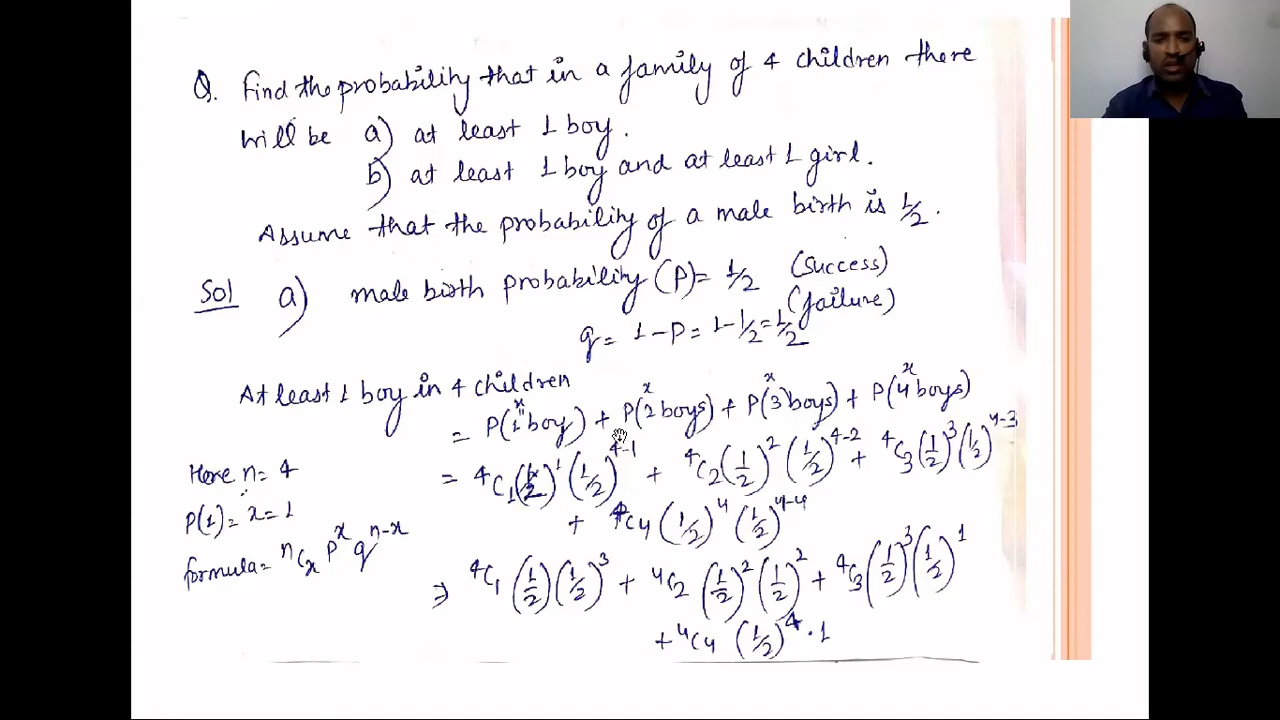 Q. Find the probability that in a family of 4 children there
will be a) at least 1 boy.
b) at least 1 boy and at least 1 girl.
Assume that the probability of a male birth is 1/2.
Sol a) male birth probability (P) = 1/2 (success)
q = 1 - P = 1 - 1/2 = 1/2 (failure)
At least 1 boy in 4 children
= P(1 boy) + P(2 boys) + P(3 boys) + P(4 boys)
= ⁴C₁(1/2)¹(1/2)⁴⁻¹ + ⁴C₂(1/2)²(1/2)⁴⁻² + ⁴C₃(1/2)³(1/2)⁴⁻³
+ ⁴C₄(1/2)⁴(1/2)⁴⁻⁴
Here n = 4
P(1) = x = 1
formula = ⁿCₓ Pˣ qⁿ⁻ˣ
⇒ ⁴C₁(1/2)(1/2)³ + ⁴C₂(1/2)²(1/2)² + ⁴C₃(1/2)³(1/2)¹
+ ⁴C₄(1/2)⁴ · 1